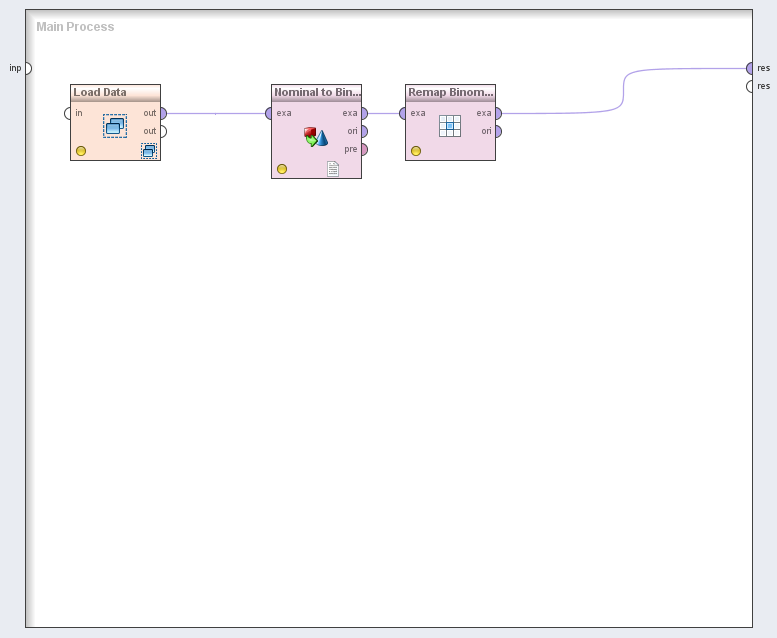 Main Process
inp
res
res
Load Data
in
out
out
Nominal to Bin...
exa
exa
ori
pre
Remap Binom...
exa
exa
ori